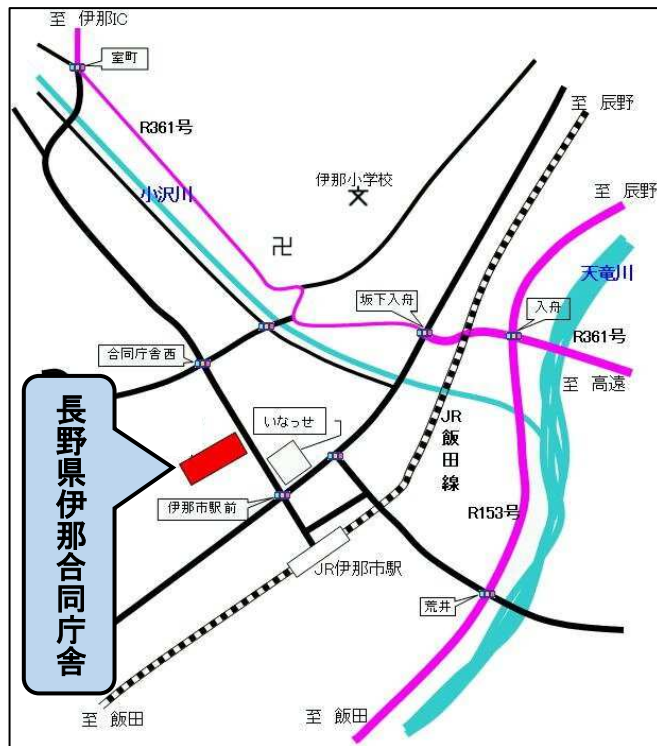 至 伊那IC
室町
R361号
至 辰野
伊那小学校
小沢川
至 辰野
天竜川
坂下入舟
入舟
R361号
合同庁舎西
至 高遠
いなっせ
JR飯田線
長野県伊那合同庁舎
伊那市駅前
R153号
JR伊那市駅
荒井
至 飯田
至 飯田